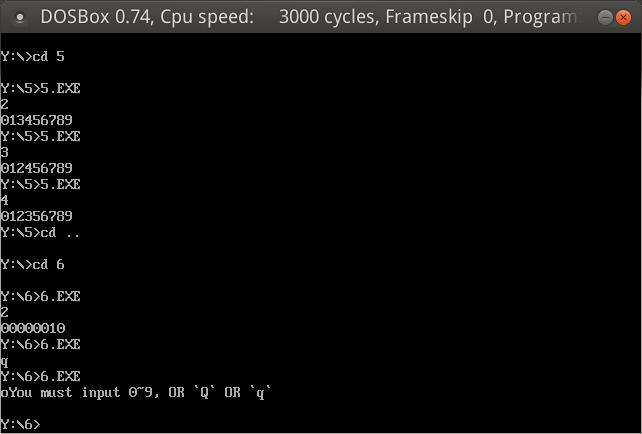 DOSBox 0.74, Cpu speed: 3000 cycles, Frameskip 0, Program
Y:\>cd 5
Y:\5>5.EXE
2
013456789
Y:\5>5.EXE
3
012456789
Y:\5>5.EXE
4
012356789
Y:\5>cd ..
Y:\>cd 6
Y:\6>6.EXE
2
00000010
Y:\6>6.EXE
q
Y:\6>6.EXE
oYou must input 0~9, OR `Q` OR `q`
Y:\6>